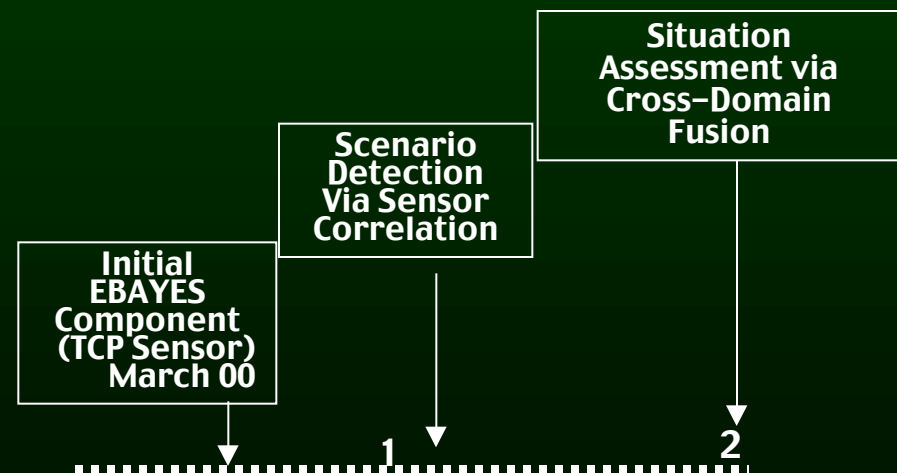 Situation
Assessment via
Cross-Domain
Fusion
Scenario
Detection
Via Sensor
Correlation
Initial
EBAYES
Component
(TCP Sensor)
March 00
1
2